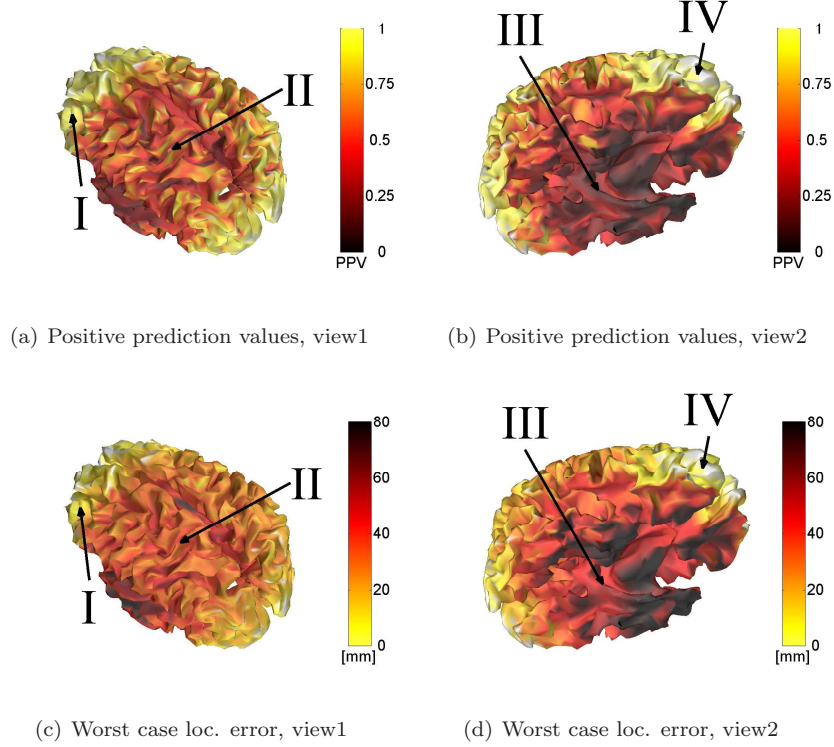 I
II
1
0.75
0.5
0.25
0
PPV
III
IV
1
0.75
0.5
0.25
0
PPV
(a) Positive prediction values, view1
(b) Positive prediction values, view2
I
II
80
60
40
20
0
[mm]
III
IV
80
60
40
20
0
[mm]
(c) Worst case loc. error, view1
(d) Worst case loc. error, view2